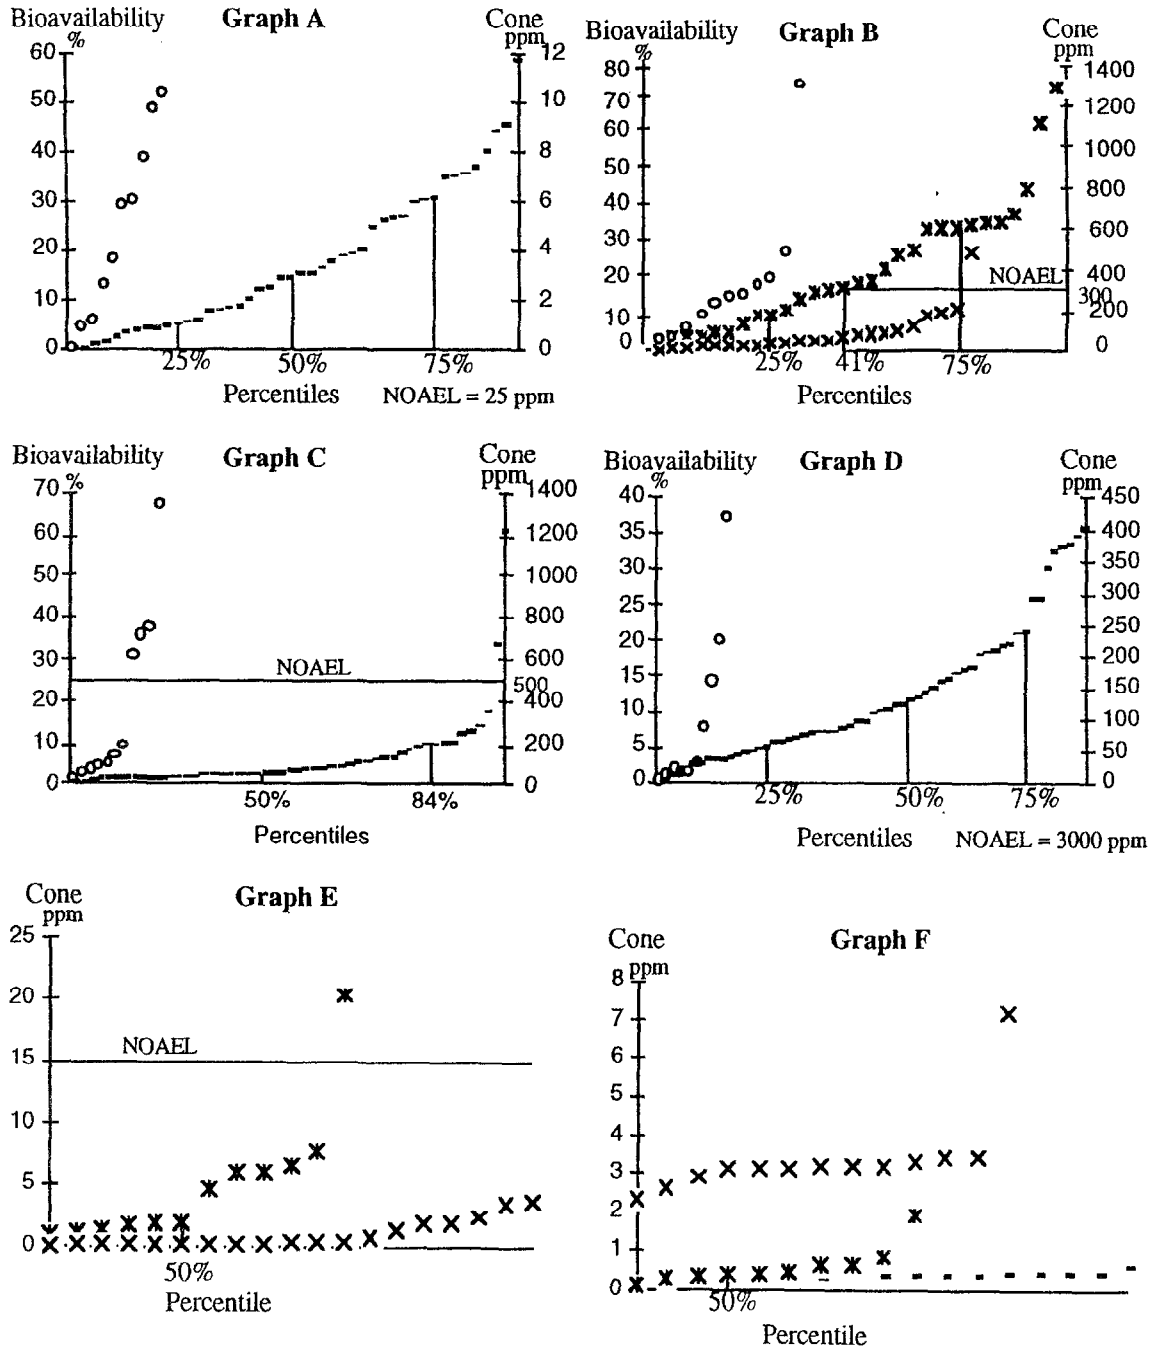 Bioavailability Graph A Cone
% ppm
60 12
50 10
40 8
30 6
20 4
10 2
0 0
25% 50% 75%
Percentiles NOAEL = 25 ppm
Bioavailability Graph B Cone
% ppm
80 1400
70 1200
60 1000
50 800
40 600
30 400
20 NOAEL 300
10 200
0 0
25% 41% 75%
Percentiles
Bioavailability Graph C Cone
% ppm
70 1400
60 1200
50 1000
40 800
30 NOAEL 600
500
20 400
10 200
0 0
50% 84%
Percentiles
Bioavailability Graph D Cone
% ppm
40 450
35 400
30 350
25 300
20 250
15 200
10 150
5 100
0 50
0
25% 50% 75%
Percentiles NOAEL = 3000 ppm
Cone Graph E
ppm
25
20
NOAEL
15
10
5
0
50%
Percentile
Cone Graph F
ppm
8
7
6
5
4
3
2
1
0
50%
Percentile